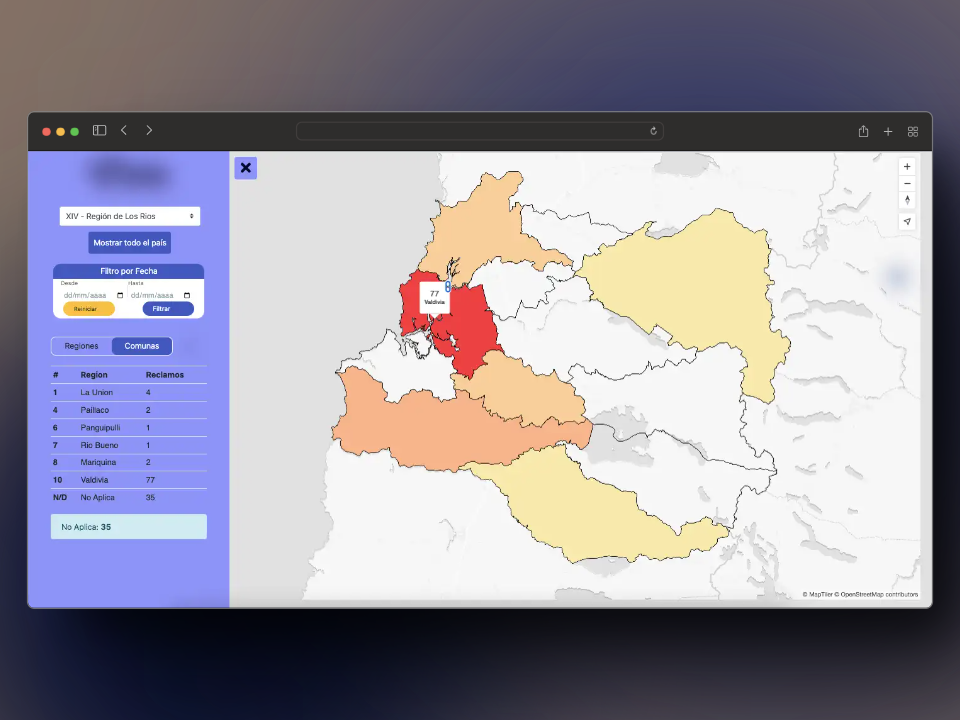 XIV - Región de Los Rios
Mostrar todo el país
Filtro por Fecha
Desde Hasta
dd/mm/aaaa dd/mm/aaaa
Reiniciar Filtrar
Regiones Comunas
# Region Reclamos
1 La Union 4
4 Paillaco 2
6 Panguipulli 1
7 Rio Bueno 1
8 Mariquina 2
10 Valdivia 77
N/D No Aplica 35
No Aplica: 35
77
Valdivia
© MapTiler © OpenStreetMap contributors